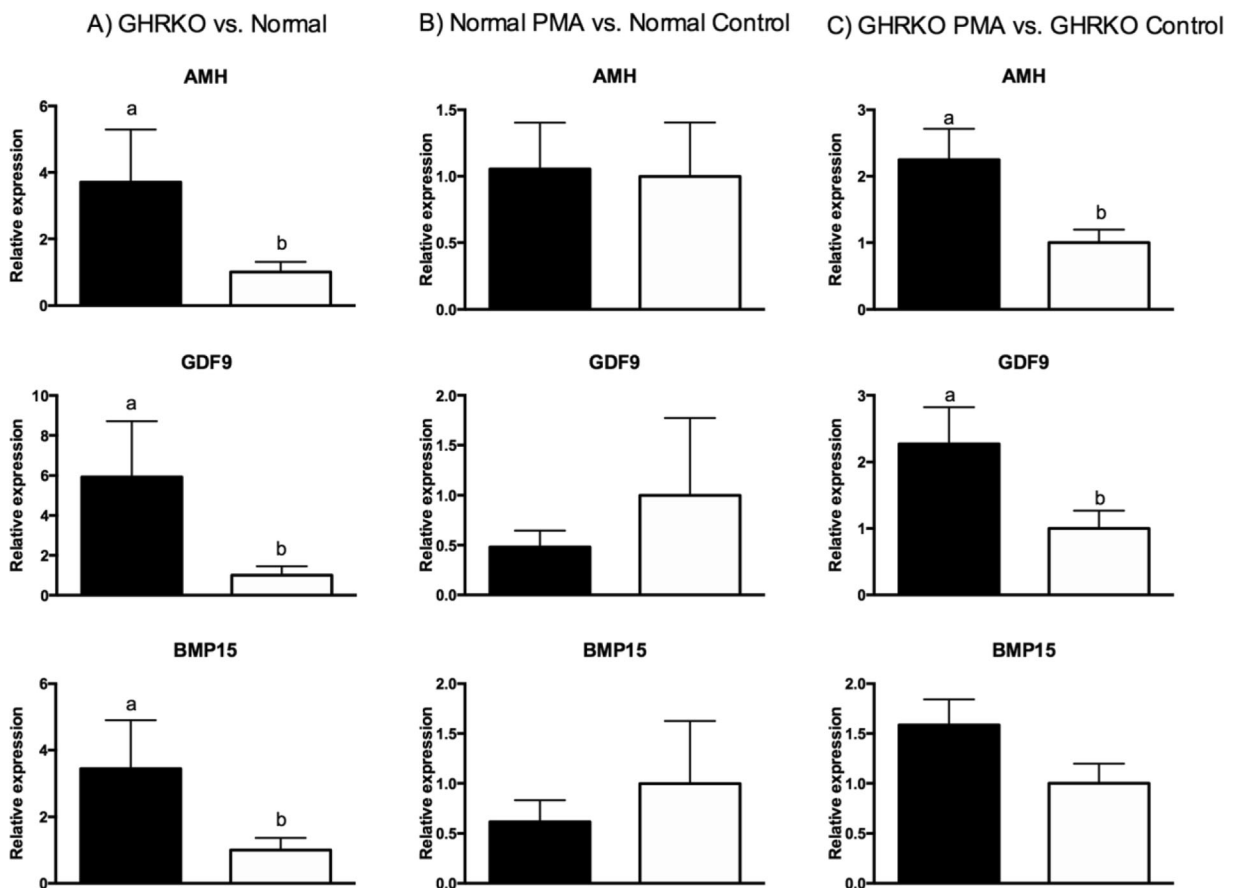 A) GHRKO vs. Normal
AMH
Relative expression
6
4
2
0
a
b
GDF9
Relative expression
10
8
6
4
2
0
a
b
BMP15
Relative expression
6
4
2
0
a
b
B) Normal PMA vs. Normal Control
AMH
Relative expression
1.5
1.0
0.5
0.0
GDF9
Relative expression
2.0
1.5
1.0
0.5
0.0
BMP15
Relative expression
2.0
1.5
1.0
0.5
0.0
C) GHRKO PMA vs. GHRKO Control
AMH
Relative expression
3
2
1
0
a
b
GDF9
Relative expression
3
2
1
0
a
b
BMP15
Relative expression
2.0
1.5
1.0
0.5
0.0